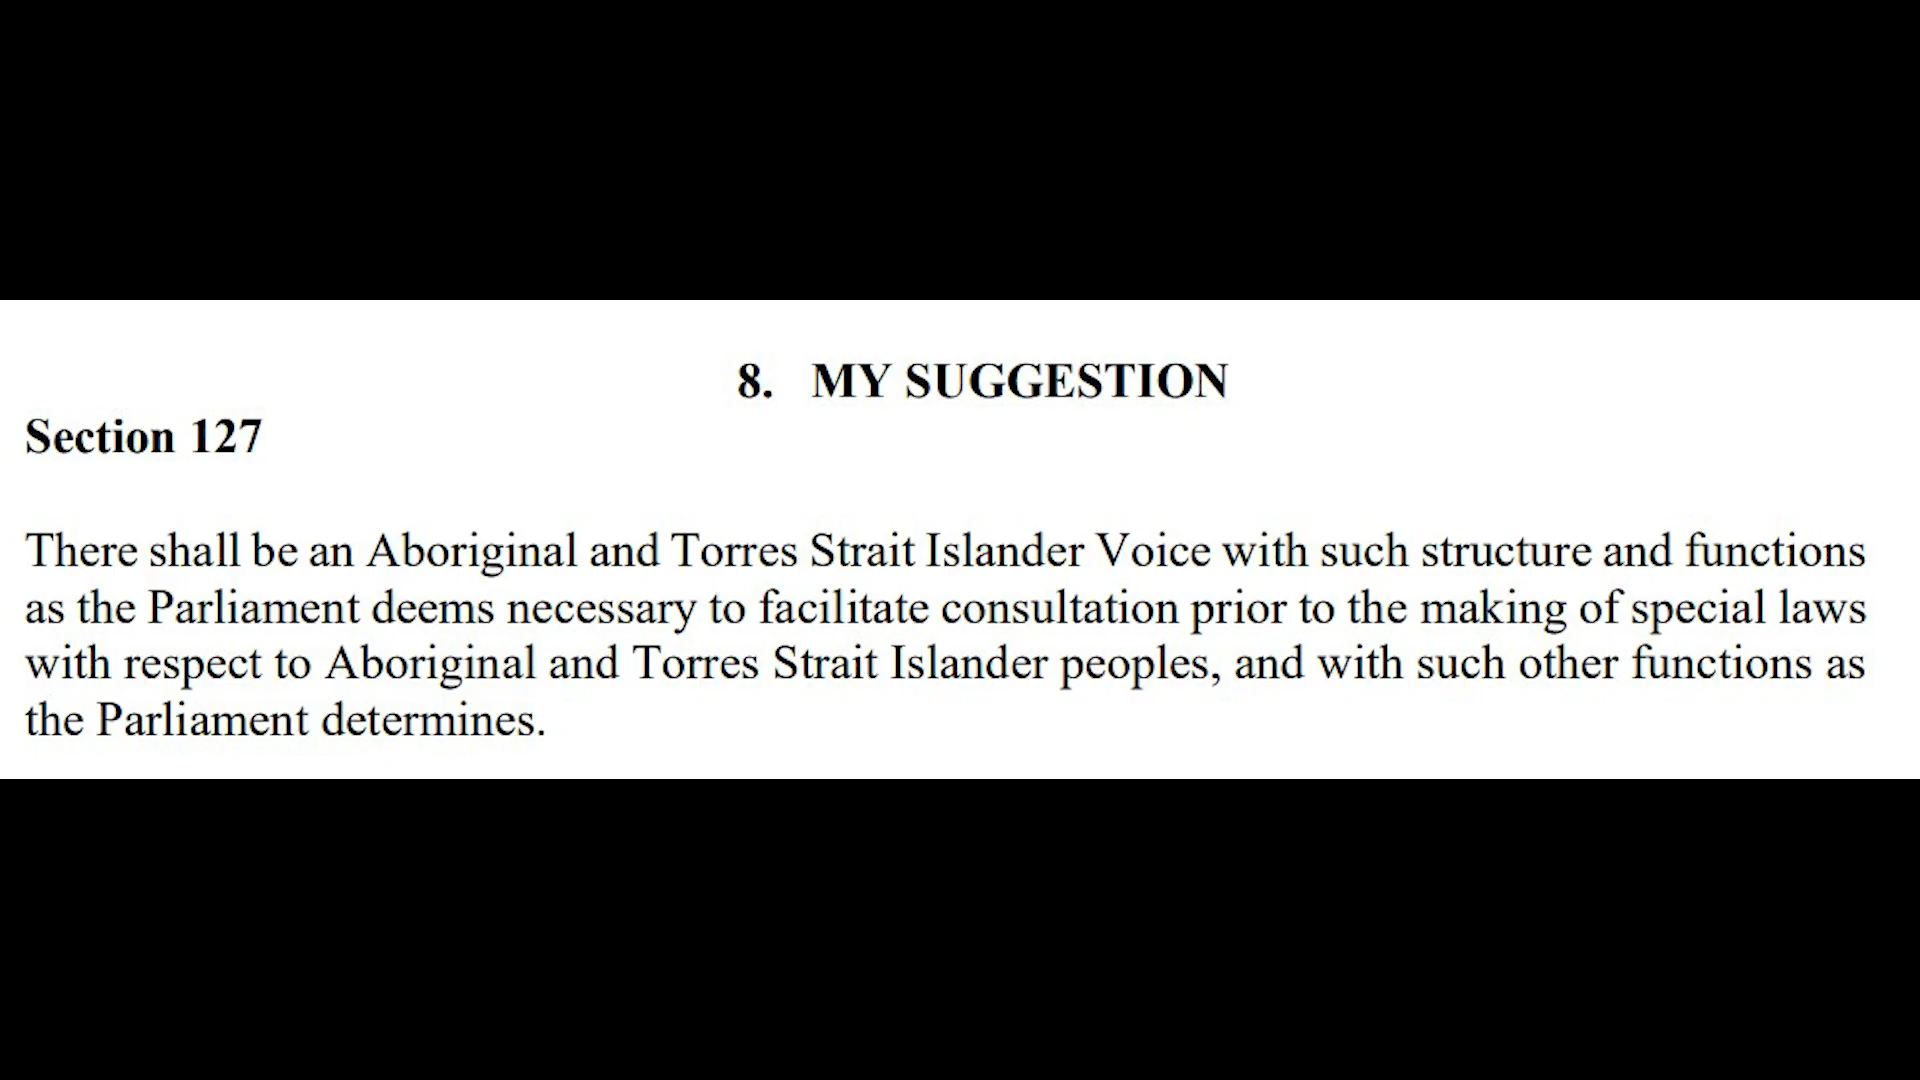 8. MY SUGGESTION
Section 127
There shall be an Aboriginal and Torres Strait Islander Voice with such structure and functions
as the Parliament deems necessary to facilitate consultation prior to the making of special laws
with respect to Aboriginal and Torres Strait Islander peoples, and with such other functions as
the Parliament determines.